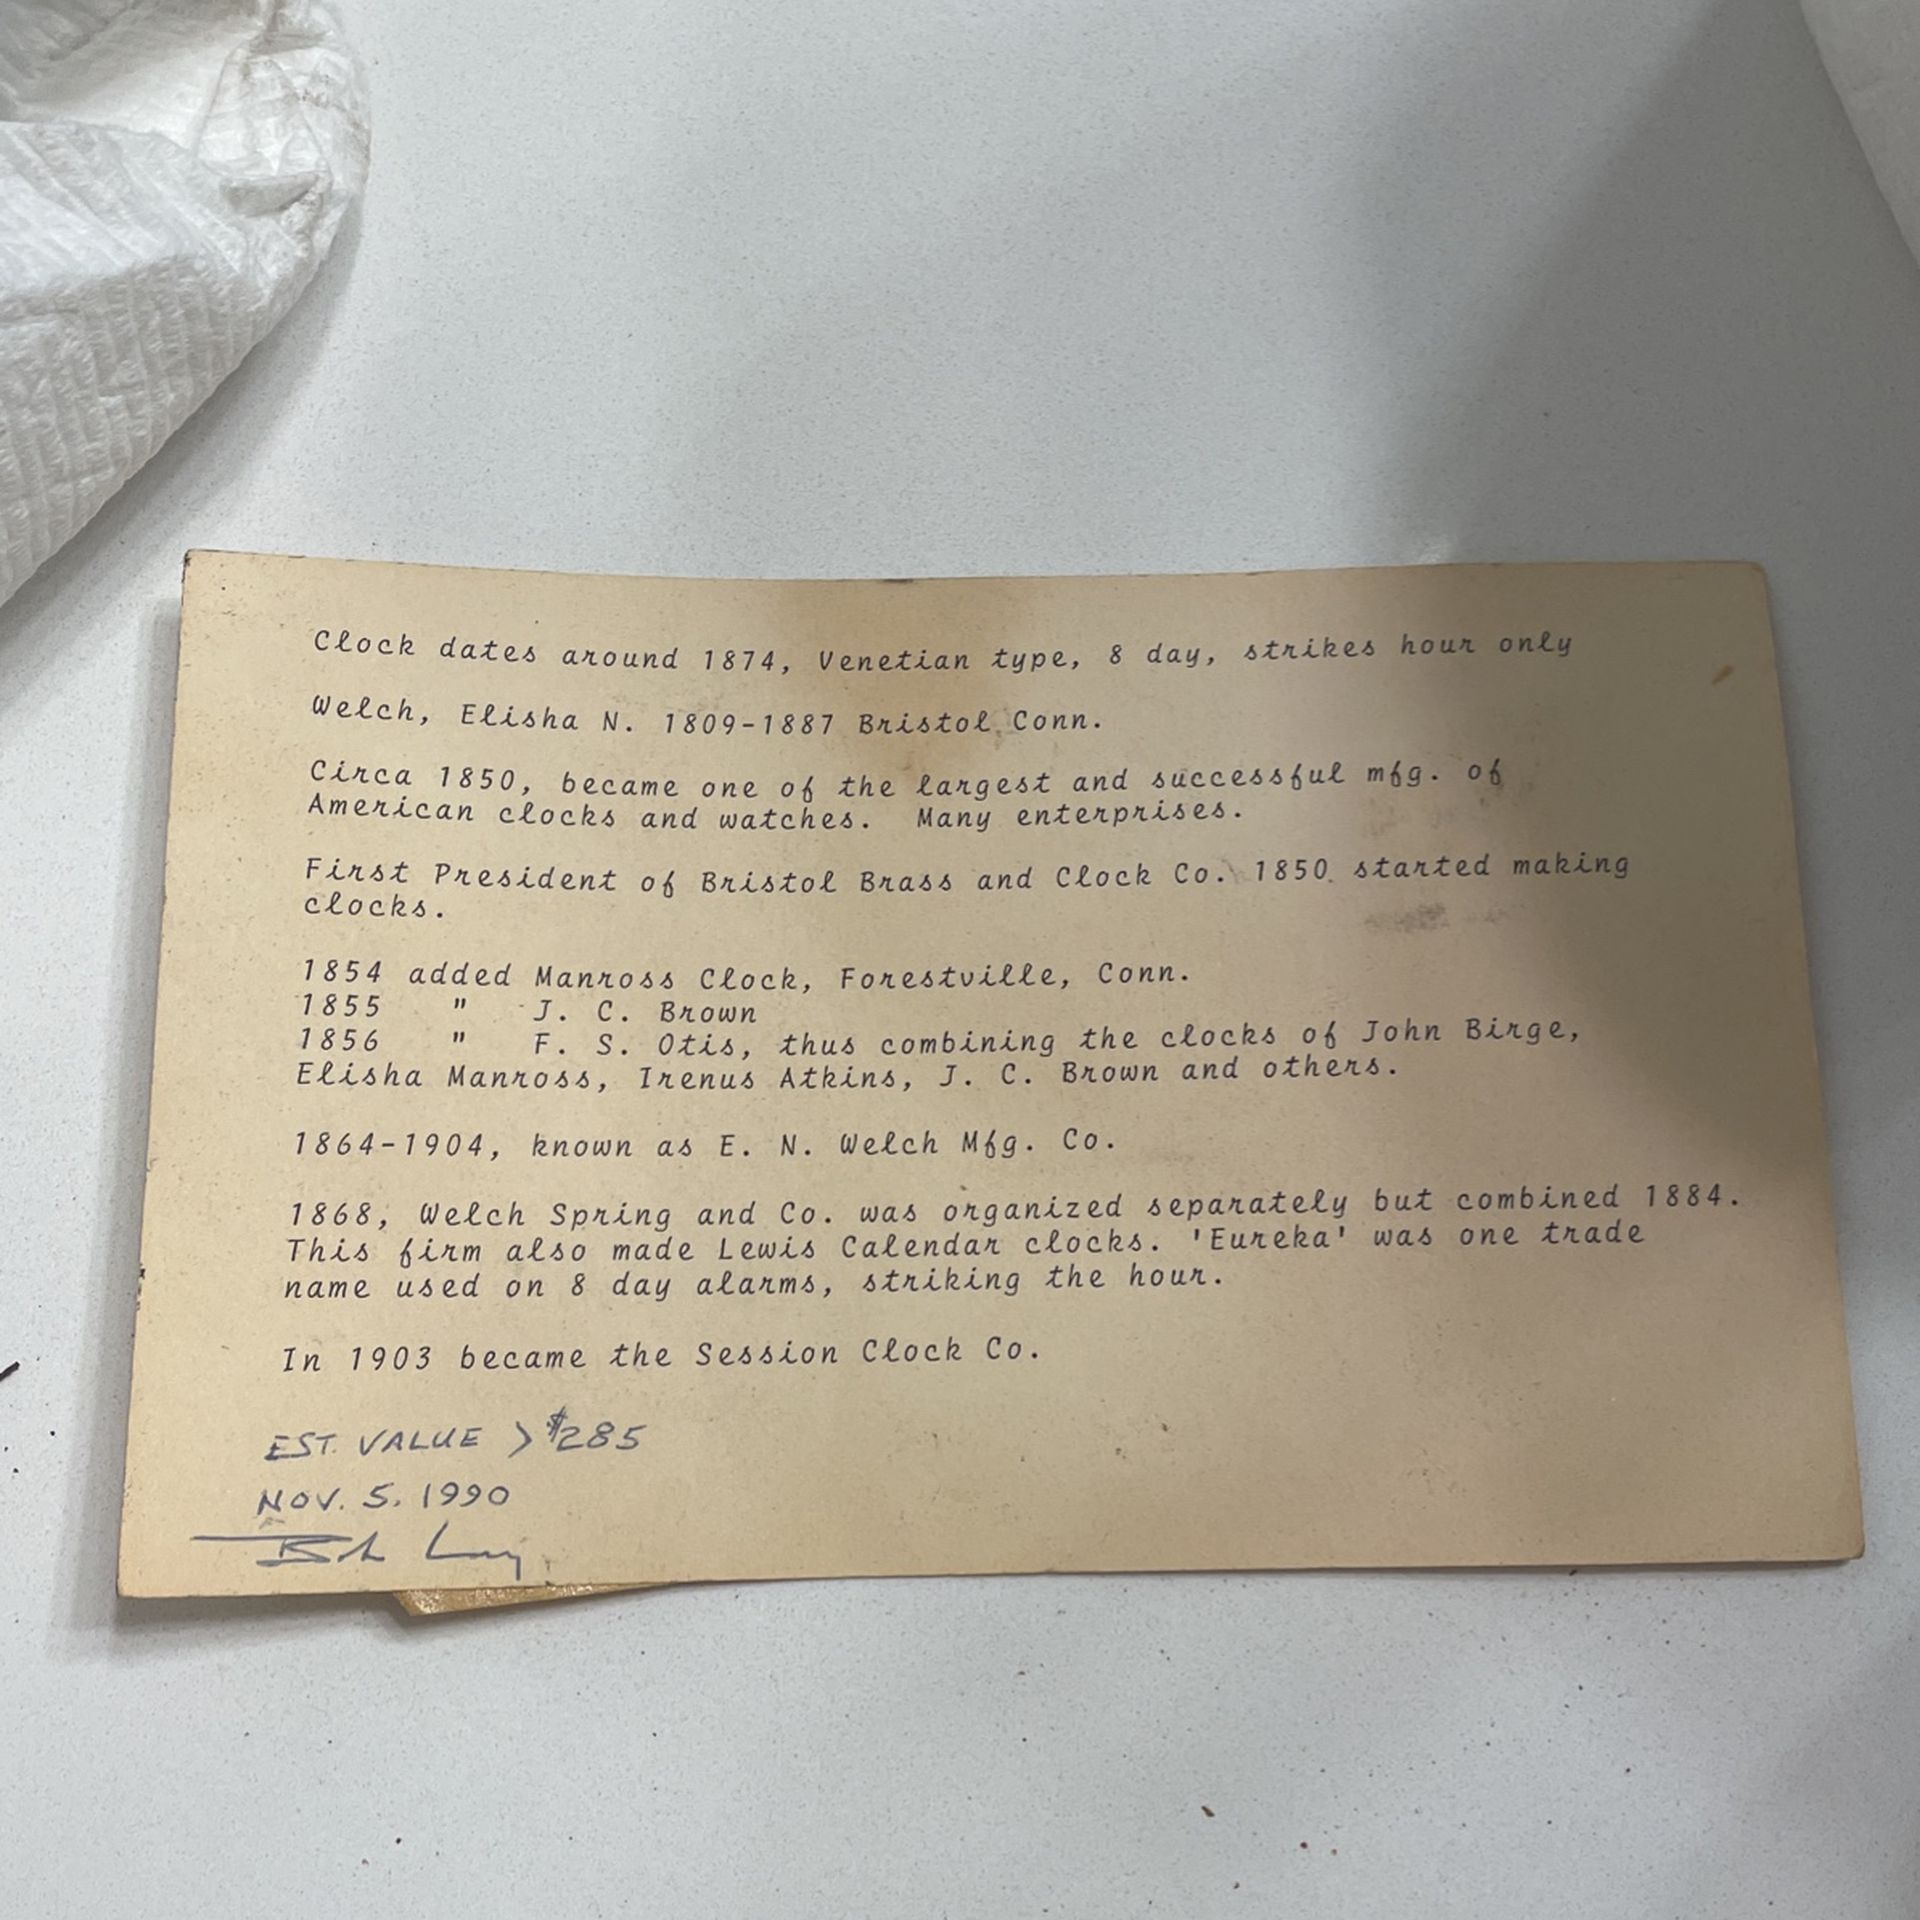 Clock dates around 1874, Venetian type, 8 day, strikes hour only
Welch, Elisha N. 1809-1887 Bristol Conn.
Circa 1850, became one of the largest and successful mfg. of
American clocks and watches. Many enterprises.
First President of Bristol Brass and Clock Co. 1850 started making
clocks.
1854 added Manross Clock, Forestville, Conn.
1855 " J. C. Brown
1856 " F. S. Otis, thus combining the clocks of John Birge,
Elisha Manross, Irenus Atkins, J. C. Brown and others.
1864-1904, known as E. N. Welch Mfg. Co.
1868, Welch Spring and Co. was organized separately but combined 1884.
This firm also made Lewis Calendar clocks. 'Eureka' was one trade
name used on 8 day alarms, striking the hour.
In 1903 became the Session Clock Co.
EST. VALUE > $285
NOV. 5. 1990
Bob